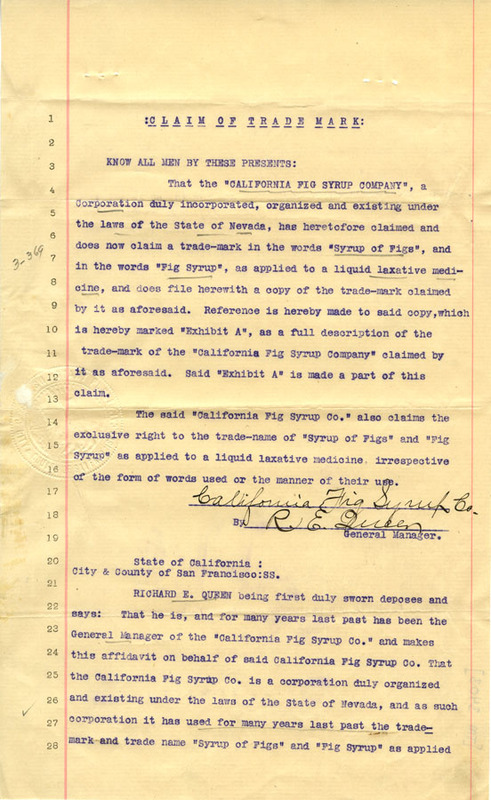 :CLAIM OF TRADE MARK:
1
2
3
4
5
6
7
8
9
10
11
12
13
14
15
16
17
18
19
20
21
22
23
24
25
26
27
28
3-369
KNOW ALL MEN BY THESE PRESENTS:
That the "CALIFORNIA FIG SYRUP COMPANY", a
Corporation duly incorporated, organized and existing under
the laws of the State of Nevada, has heretofore claimed and
does now claim a trade-mark in the words "Syrup of Figs", and
in the words "Fig Syrup", as applied to a liquid laxative medi-
cine, and does file herewith a copy of the trade-mark claimed
by it as aforesaid. Reference is hereby made to said copy,which
is hereby marked "Exhibit A", as a full description of the
trade-mark of the "California Fig Syrup Company" claimed by
it as aforesaid. Said "Exhibit A" is made a part of this
claim.
The said "California Fig Syrup Co." also claims the
exclusive right to the trade-name of "Syrup of Figs" and "Fig
Syrup" as applied to a liquid laxative medicine irrespective
of the form of words used or the manner of their use.
California Fig Syrup Co.
By R. E. Queen
General Manager.
State of California :
City & County of San Francisco:SS.
RICHARD E. QUEEN being first duly sworn deposes and
says: That he is, and for many years last past has been the
General Manager of the "California Fig Syrup Co." and makes
this affidavit on behalf of said California Fig Syrup Co. That
the California Fig Syrup Co. is a corporation duly organized
and existing under the laws of the State of Nevada, and as such
corporation it has used for many years last past the trade-
mark and trade name "Syrup of Figs" and "Fig Syrup" as applied